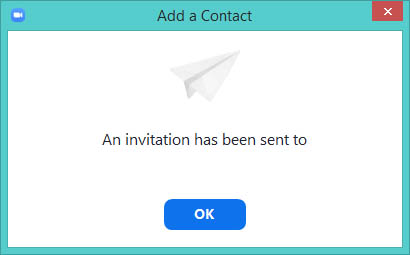 Add a Contact
An invitation has been sent to
OK